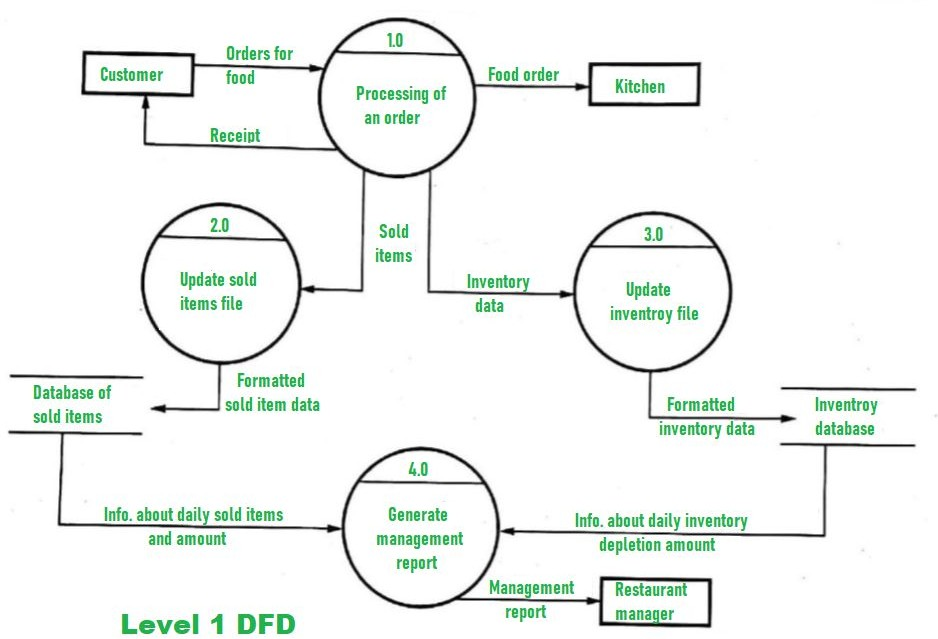 1.0
Orders for
food
Customer
Processing of
an order
Food order
Kitchen
Receipt
2.0
Sold
items
3.0
Update sold
items file
Inventory
data
Update
inventroy file
Database of
sold items
Formatted
sold item data
Formatted
inventory data
Inventroy
database
4.0
Info. about daily sold items
and amount
Generate
management
report
Info. about daily inventory
depletion amount
Management
report
Restaurant
manager
Level 1 DFD